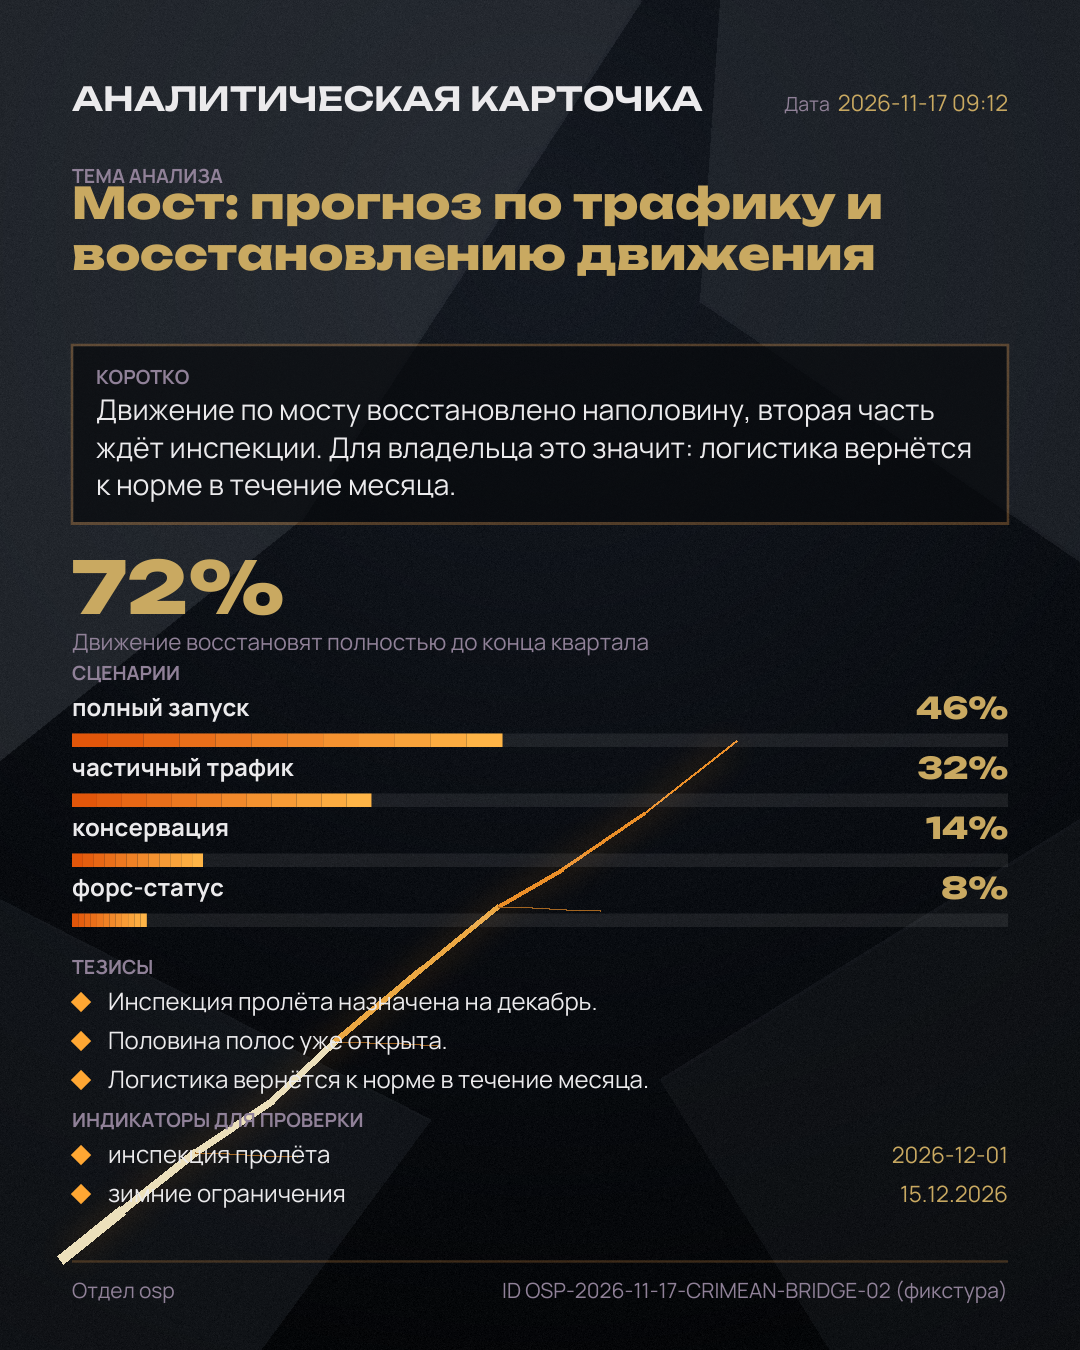 АНАЛИТИЧЕСКАЯ КАРТОЧКА
Дата 2026-11-17 09:12
ТЕМА АНАЛИЗА
Мост: прогноз по трафику и
восстановлению движения
КОРОТКО
Движение по мосту восстановлено наполовину, вторая часть
ждёт инспекции. Для владельца это значит: логистика вернётся
к норме в течение месяца.
72%
Движение восстановят полностью до конца квартала
СЦЕНАРИИ
полный запуск 46%
частичный трафик 32%
консервация 14%
форс-статус 8%
ТЕЗИСЫ
Инспекция пролёта назначена на декабрь.
Половина полос уже открыта.
Логистика вернётся к норме в течение месяца.
ИНДИКАТОРЫ ДЛЯ ПРОВЕРКИ
инспекция пролёта 2026-12-01
зимние ограничения 15.12.2026
Отдел osp
ID OSP-2026-11-17-CRIMEAN-BRIDGE-02 (фикстура)